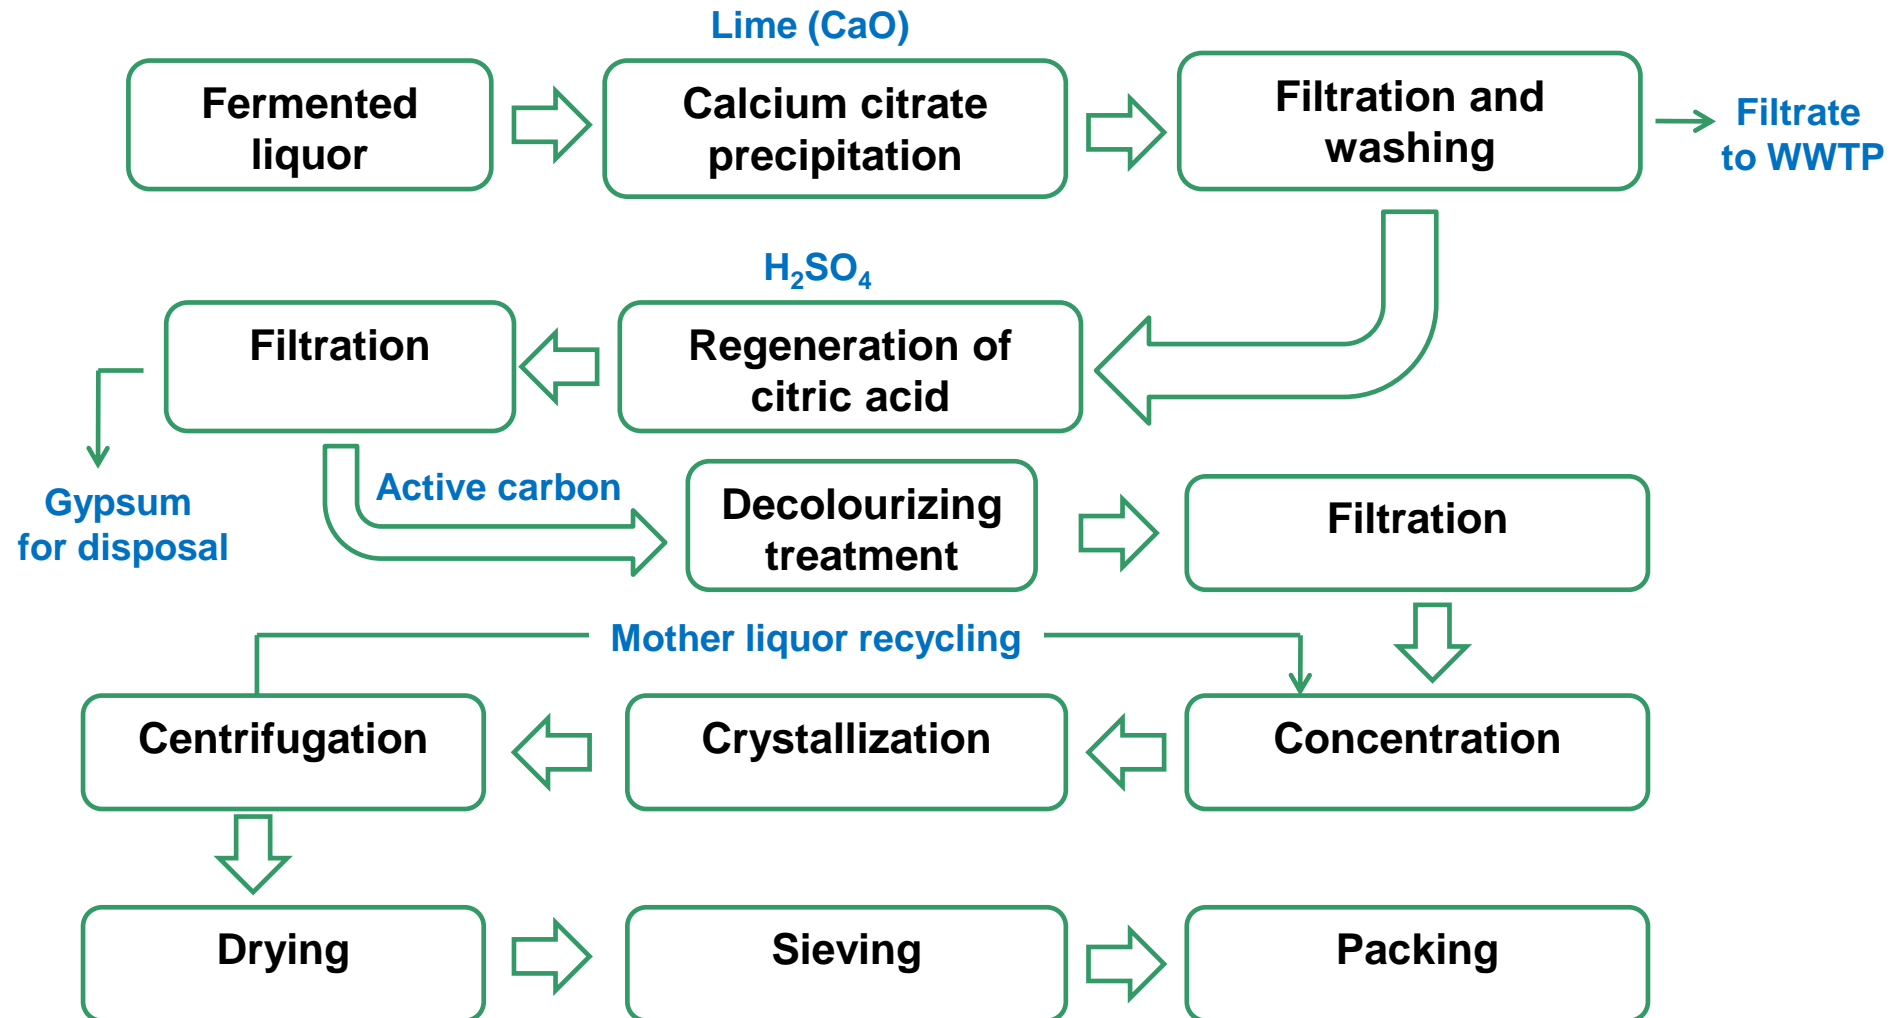 Lime (CaO)
Fermented
liquor
Calcium citrate
precipitation
Filtration and
washing
Filtrate
to WWTP
H₂SO₄
Filtration
Regeneration of
citric acid
Gypsum
for disposal
Active carbon
Decolourizing
treatment
Filtration
Mother liquor recycling
Centrifugation
Crystallization
Concentration
Drying
Sieving
Packing